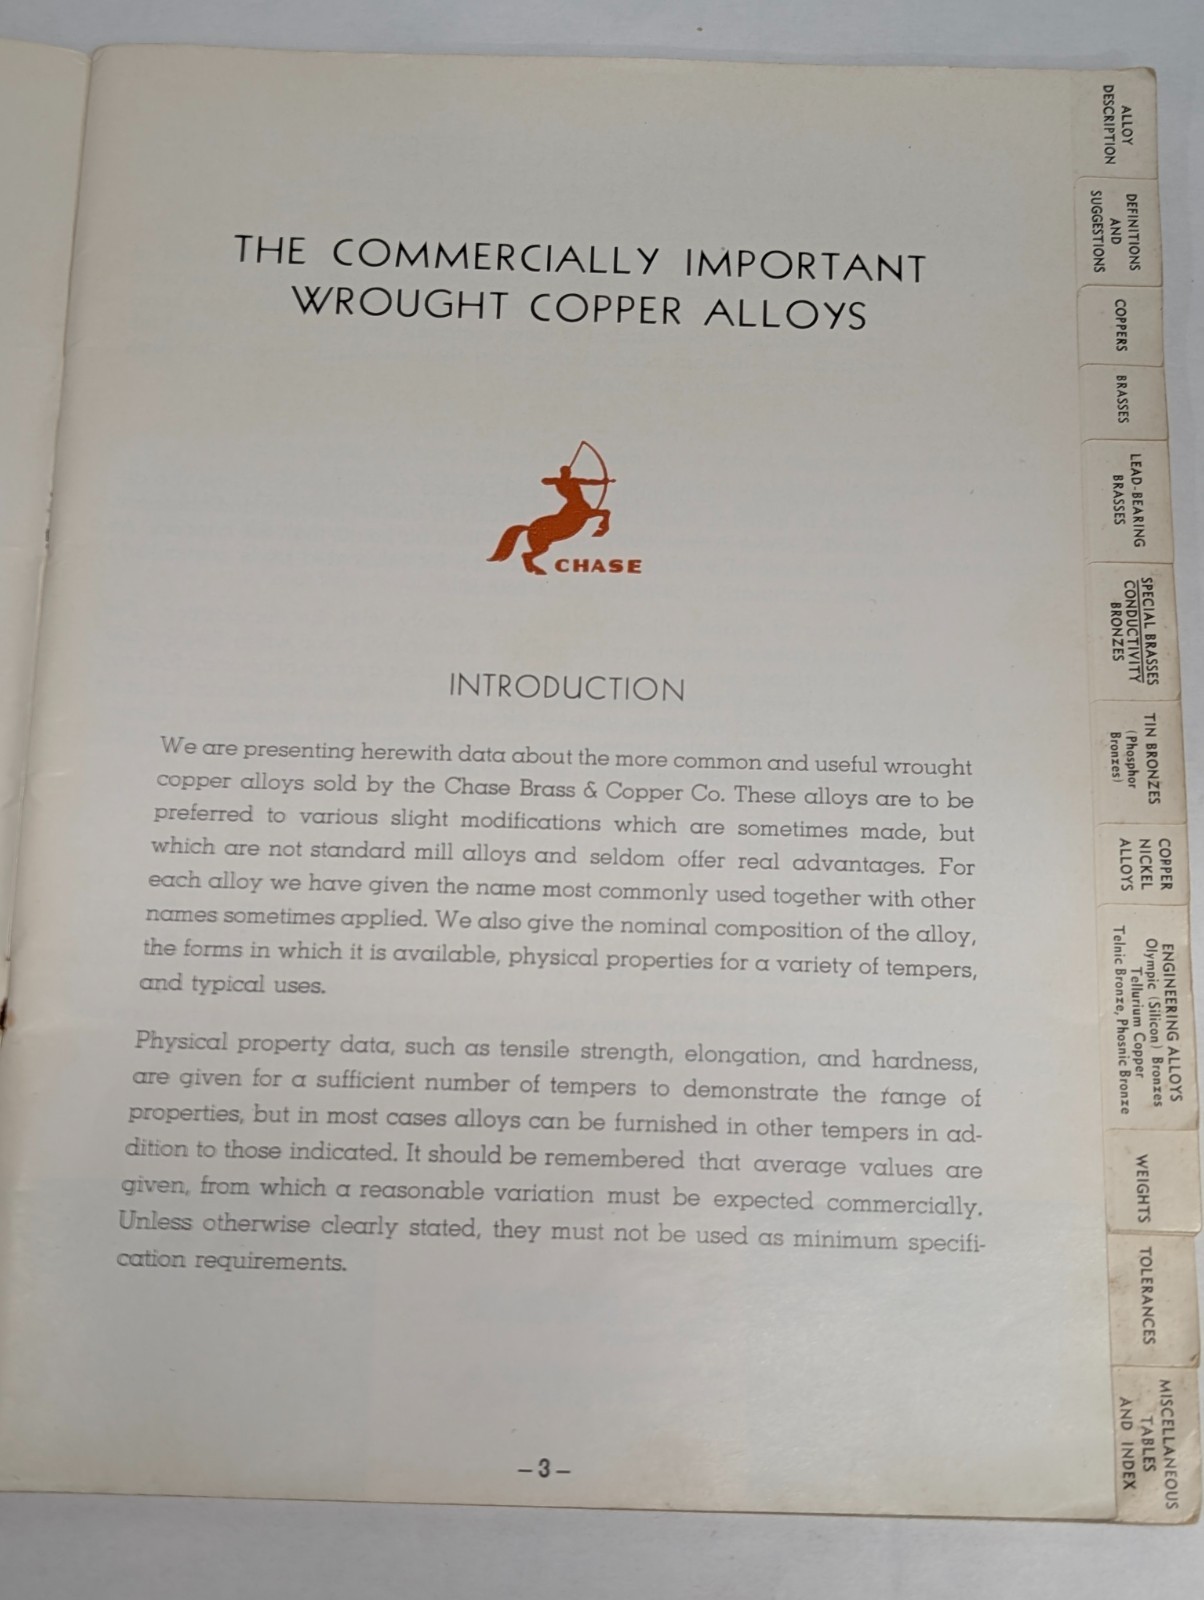 THE COMMERCIALLY IMPORTANT
WROUGHT COPPER ALLOYS
CHASE
INTRODUCTION
We are presenting herewith data about the more common and useful wrought
copper alloys sold by the Chase Brass & Copper Co. These alloys are to be
preferred to various slight modifications which are sometimes made, but
which are not standard mill alloys and seldom offer real advantages. For
each alloy we have given the name most commonly used together with other
names sometimes applied. We also give the nominal composition of the alloy,
the forms in which it is available, physical properties for a variety of tempers,
and typical uses.
Physical property data, such as tensile strength, elongation, and hardness,
are given for a sufficient number of tempers to demonstrate the range of
properties, but in most cases alloys can be furnished in other tempers in ad-
dition to those indicated. It should be remembered that average values are
given, from which a reasonable variation must be expected commercially.
Unless otherwise clearly stated, they must not be used as minimum specifi-
cation requirements.
– 3 –
ALLOY
DESCRIPTION
DEFINITIONS
AND
SUGGESTIONS
COPPERS
BRASSES
LEAD-BEARING
BRASSES
SPECIAL BRASSES
CONDUCTIVITY
BRONZES
TIN BRONZES
(Phosphor
Bronzes)
COPPER
NICKEL
ALLOYS
ENGINEERING ALLOYS
Olympic (Silicon) Bronzes
Tellurium Copper
Telnic Bronze, Phosnic Bronze
WEIGHTS
TOLERANCES
MISCELLANEOUS
TABLES
AND INDEX